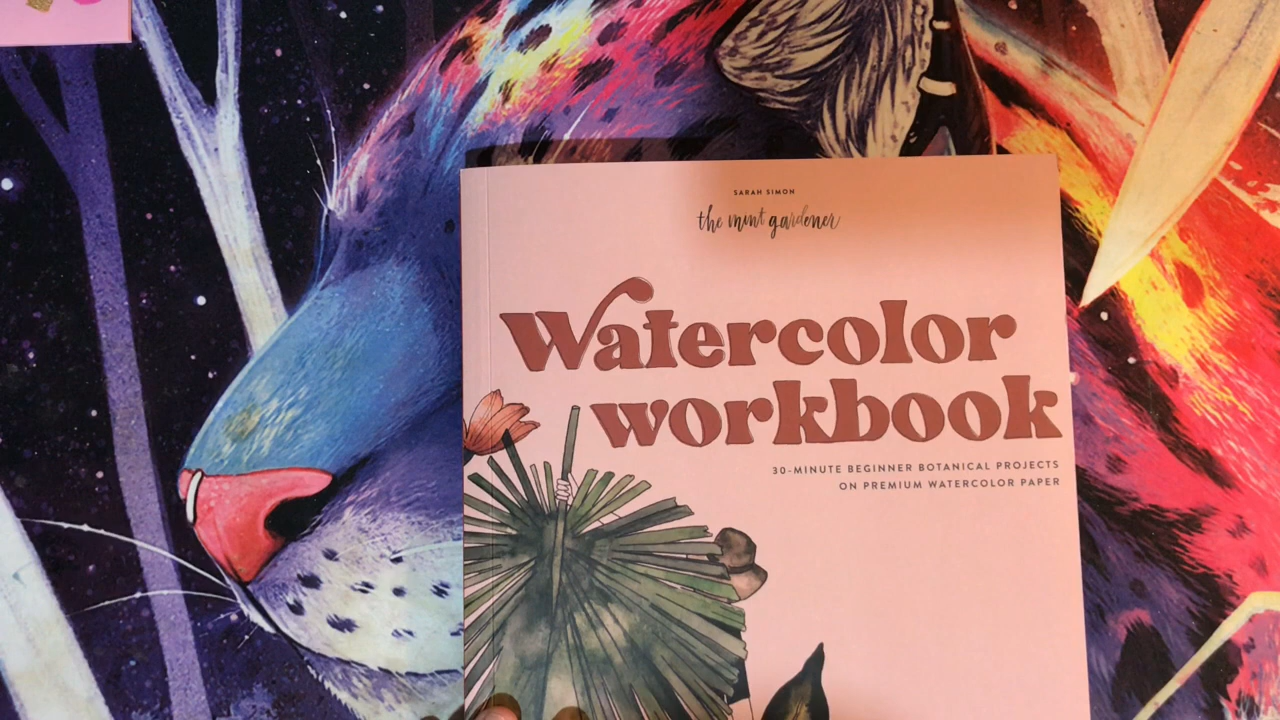 SARAH SIMON
the mint gardener
Watercolor
workbook
30-MINUTE BEGINNER BOTANICAL PROJECTS
ON PREMIUM WATERCOLOR PAPER